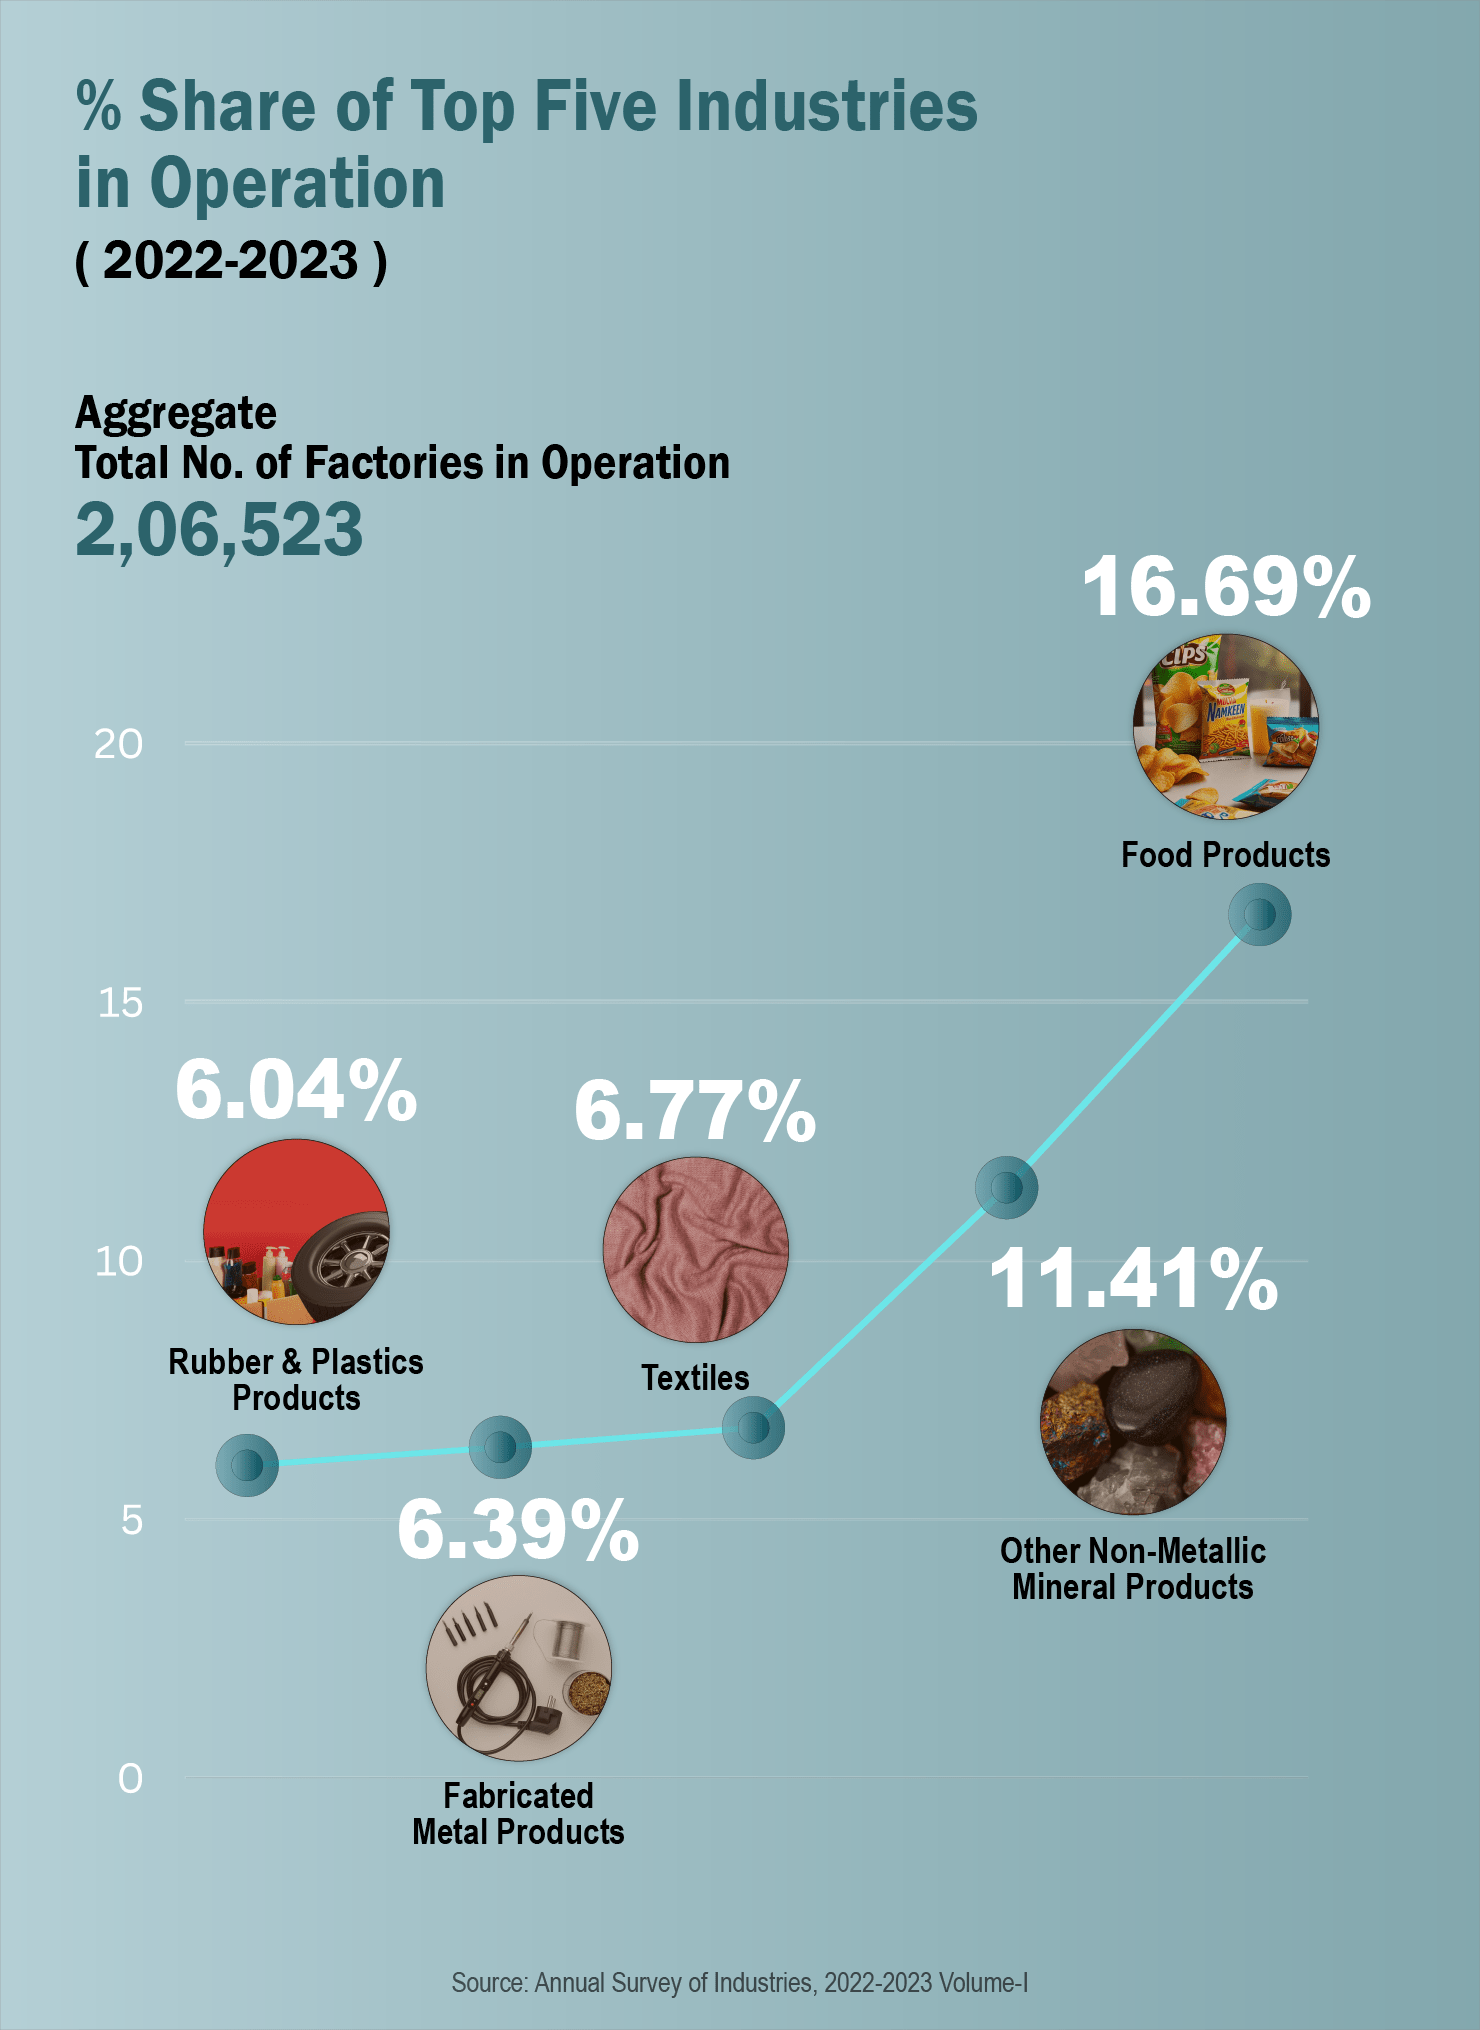 % Share of Top Five Industries
in Operation
( 2022-2023 )
Aggregate
Total No. of Factories in Operation
2,06,523
16.69%
CIPS
NAMKEEN
Food Products
20
15
10
5
0
6.04%
Rubber & Plastics
Products
6.77%
Textiles
11.41%
Other Non-Metallic
Mineral Products
6.39%
Fabricated
Metal Products
Source: Annual Survey of Industries, 2022-2023 Volume-I